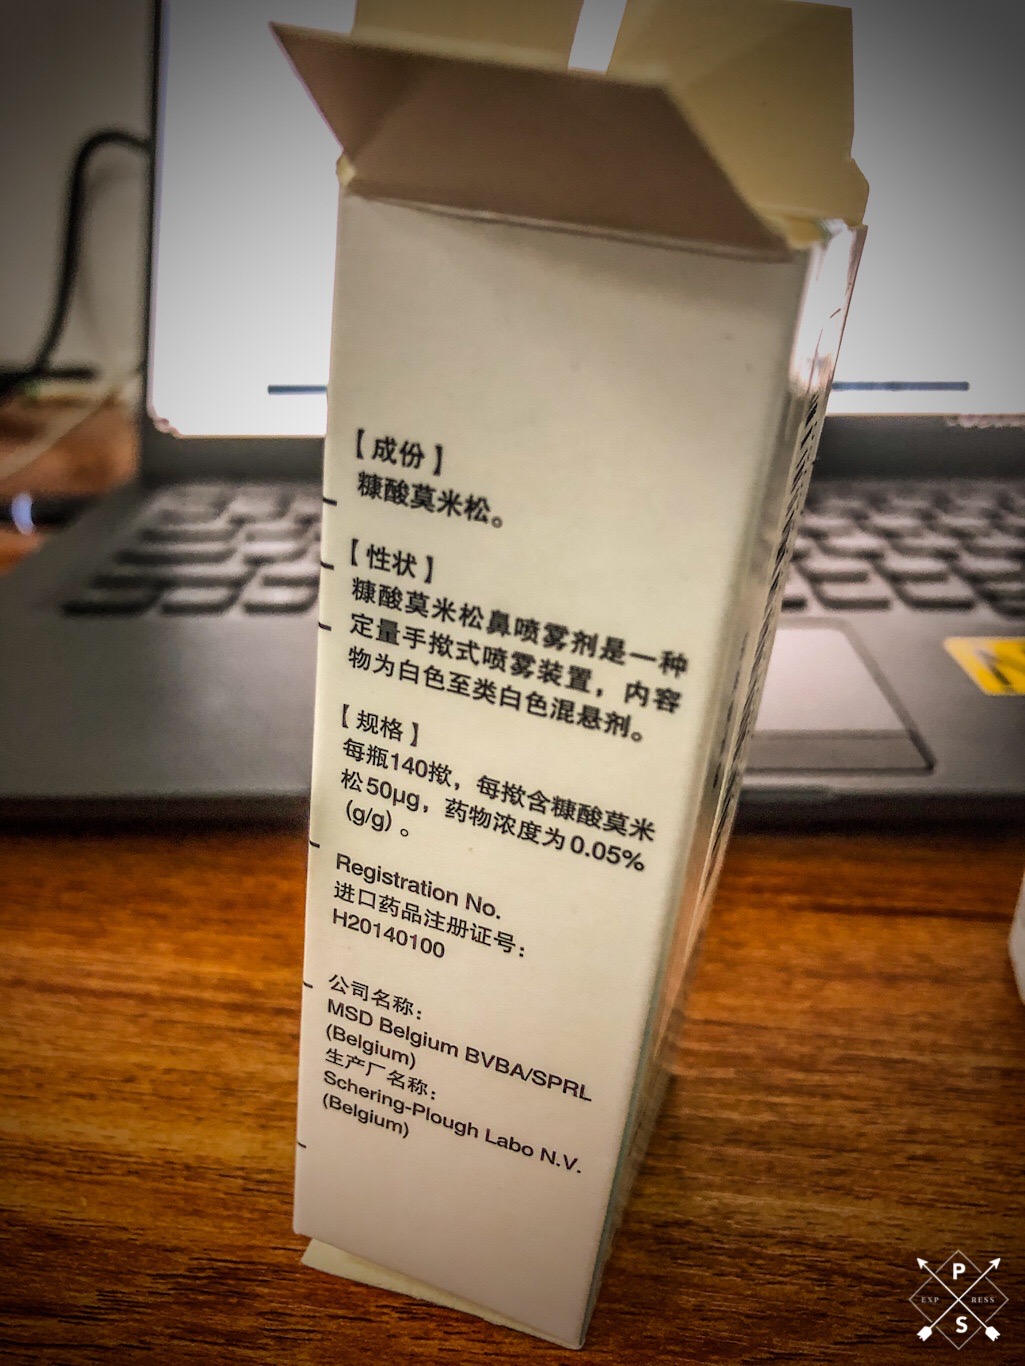 【成份】
糠酸莫米松。
【性状】
糠酸莫米松鼻喷雾剂是一种
定量手揿式喷雾装置，内容
物为白色至类白色混悬剂。
【规格】
每瓶140揿，每揿含糠酸莫米
松50μg，药物浓度为0.05%
(g/g)。
Registration No.
进口药品注册证号：
H20140100
公司名称：
MSD Belgium BVBA/SPRL
(Belgium)
生产厂名称：
Schering-Plough Labo N.V.
(Belgium)
P
EXP RESS
S